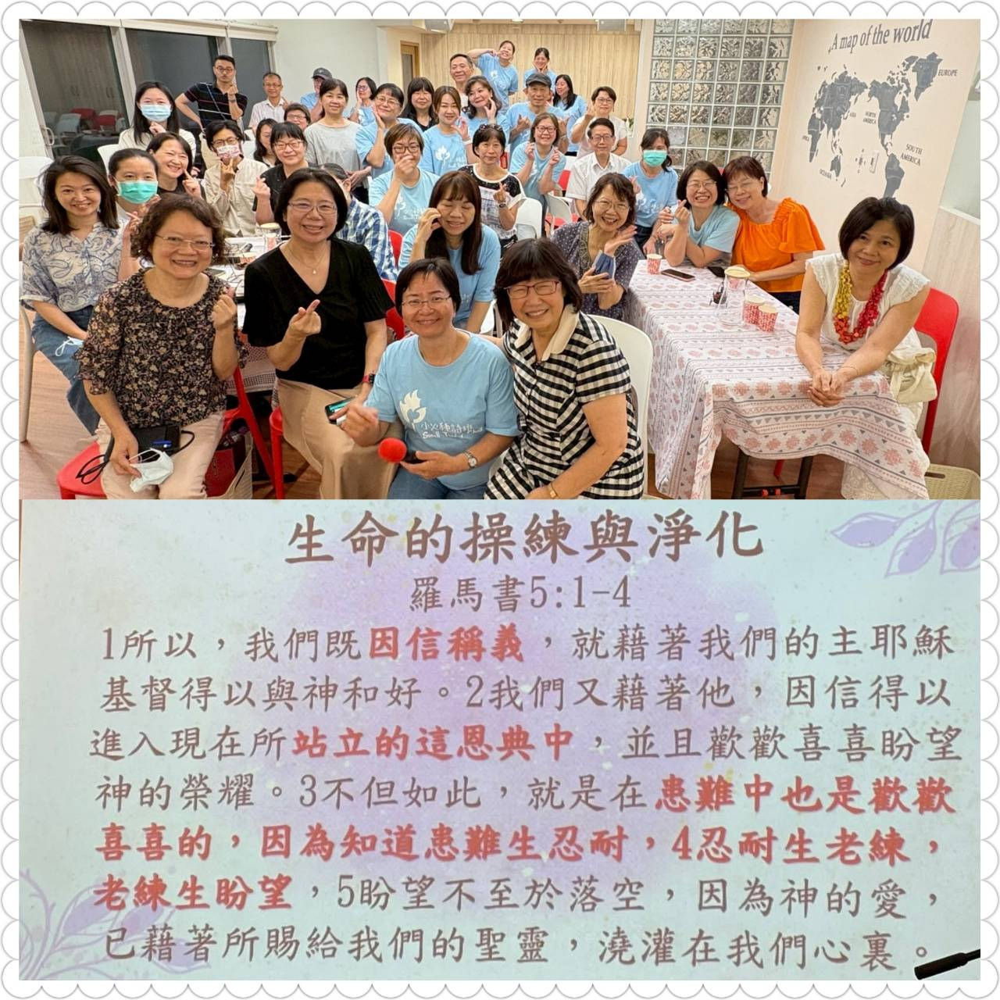 A map of the world
EUROPE
ASIA
NORTH
AMERICA
AFRICA
SOUTH
AMERICA
OCEANIA
小火種詩班
生命的操練與淨化
羅馬書5:1-4
1所以，我們既因信稱義，就藉著我們的主耶穌
基督得以與神和好。2我們又藉著他，因信得以
進入現在所站立的這恩典中，並且歡歡喜喜盼望
神的榮耀。3不但如此，就是在患難中也是歡歡
喜喜的，因為知道患難生忍耐，4忍耐生老練，
老練生盼望，5盼望不至於落空，因為神的愛，
已藉著所賜給我們的聖靈，澆灌在我們心裏。